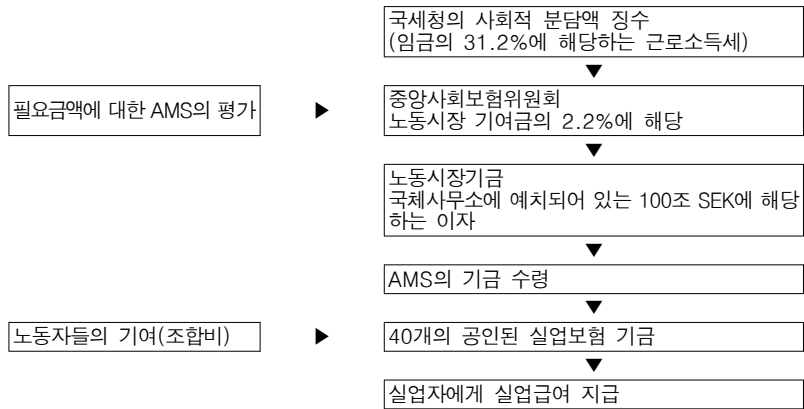 국세청의 사회적 분담액 징수
(임금의 31.2%에 해당하는 근로소득세)
▼
필요금액에 대한 AMS의 평가
▶
중앙사회보험위원회
노동시장 기여금의 2.2%에 해당
▼
노동시장기금
국체사무소에 예치되어 있는 100조 SEK에 해당
하는 이자
▼
AMS의 기금 수령
▼
노동자들의 기여(조합비)
▶
40개의 공인된 실업보험 기금
▼
실업자에게 실업급여 지급